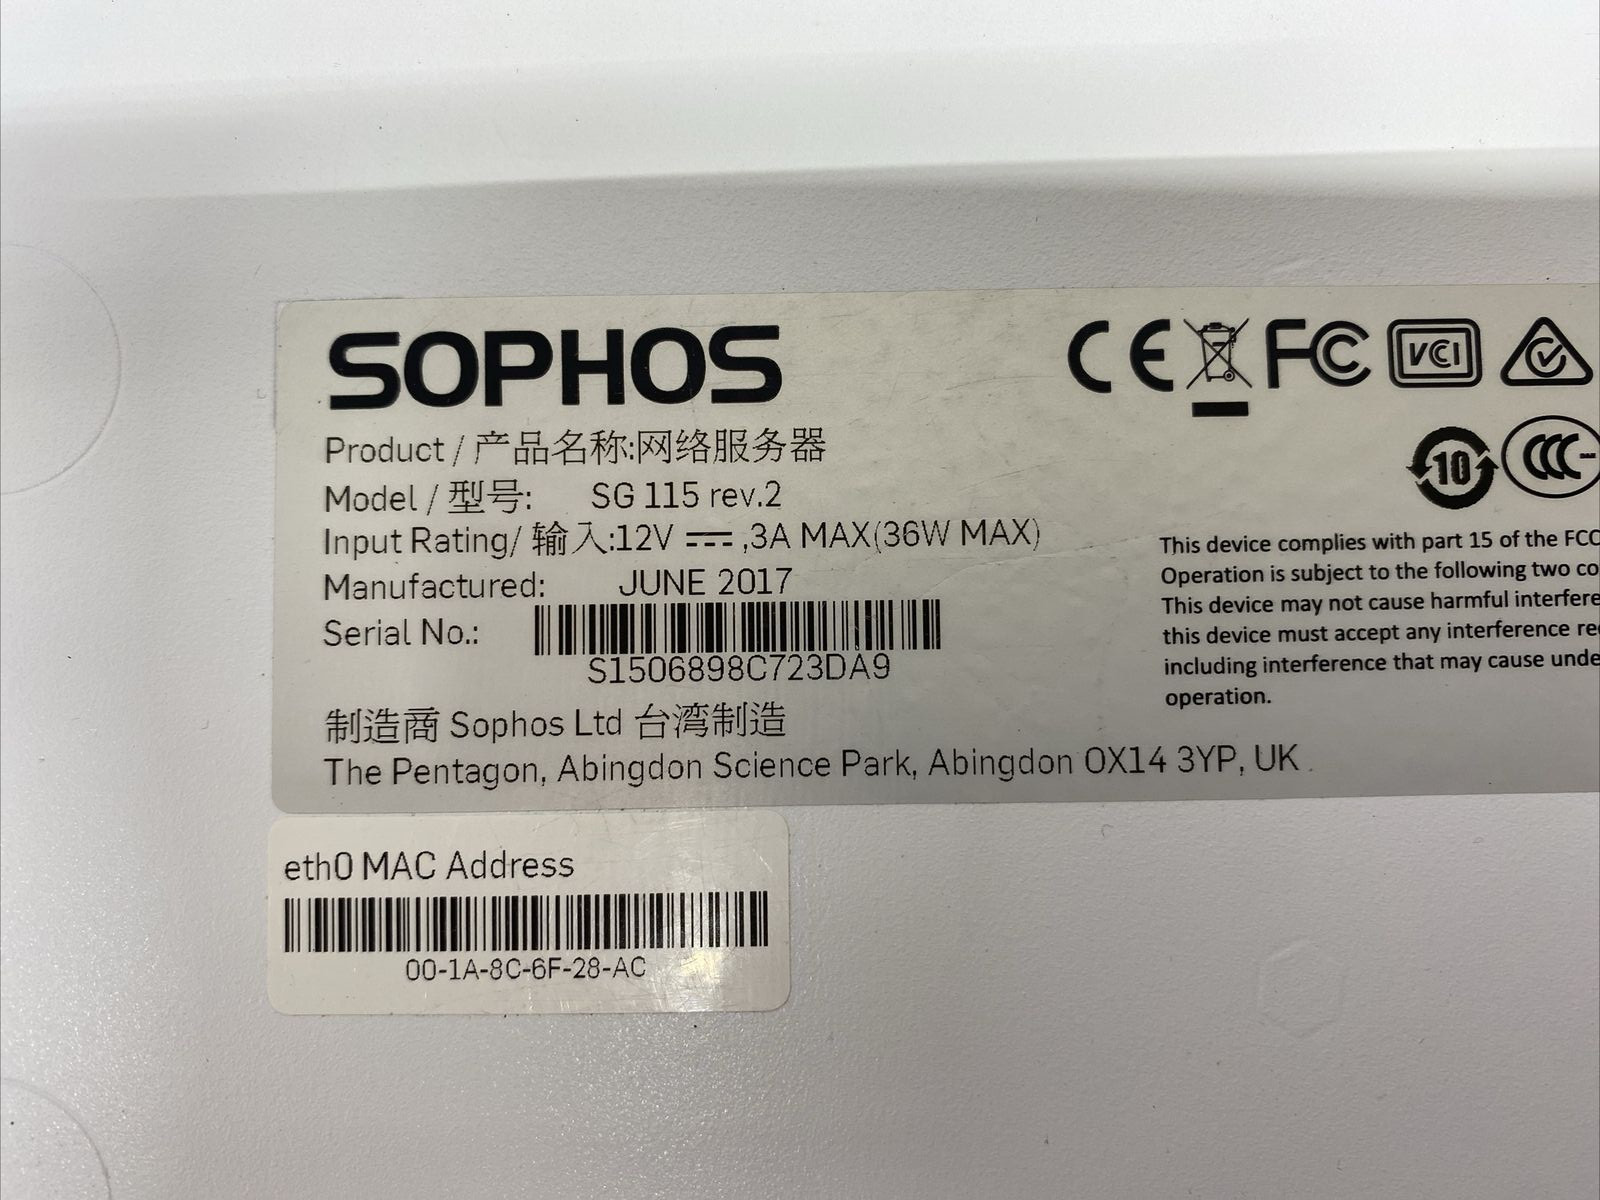 SOPHOS
CE FC VCI
Product / 产品名称:网络服务器
Model / 型号: SG 115 rev.2
10 CCC
Input Rating/ 输入:12V ,3A MAX(36W MAX)
Manufactured: JUNE 2017
Serial No.:
S1506898C723DA9
制造商 Sophos Ltd 台湾制造
The Pentagon, Abingdon Science Park, Abingdon OX14 3YP, UK
This device complies with part 15 of the FCC
Operation is subject to the following two
This device may not cause harmful
this device must accept any interference
including interference that may cause
operation.
eth0 MAC Address
00-1A-8C-6F-28-AC